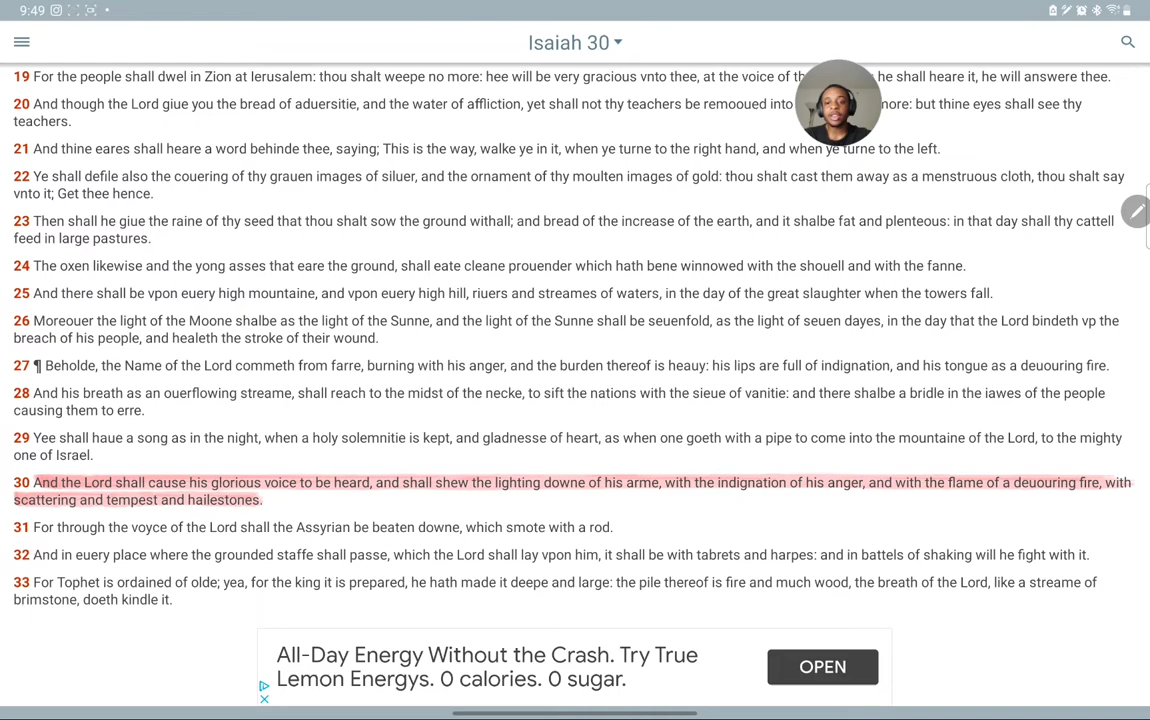 9:49
Isaiah 30
19 For the people shall dwel in Zion at Ierusalem: thou shalt weepe no more: hee will be very gracious vnto thee, at the voice of he shall heare it, he will answere thee.
20 And though the Lord giue you the bread of aduersitie, and the water of affliction, yet shall not thy teachers be remooued into more: but thine eyes shall see thy
teachers.
21 And thine eares shall heare a word behinde thee, saying; This is the way, walke ye in it, when ye turne to the right hand, and when ye turne to the left.
22 Ye shall defile also the couering of thy grauen images of siluer, and the ornament of thy moulten images of gold: thou shalt cast them away as a menstruous cloth, thou shalt say
vnto it; Get thee hence.
23 Then shall he giue the raine of thy seed that thou shalt sow the ground withall; and bread of the increase of the earth, and it shalbe fat and plenteous: in that day shall thy cattell
feed in large pastures.
24 The oxen likewise and the yong asses that eare the ground, shall eate cleane prouender which hath bene winnowed with the shouell and with the fanne.
25 And there shall be vpon euery high mountaine, and vpon euery high hill, riuers and streames of waters, in the day of the great slaughter when the towers fall.
26 Moreouer the light of the Moone shalbe as the light of the Sunne, and the light of the Sunne shall be seuenfold, as the light of seuen dayes, in the day that the Lord bindeth vp the
breach of his people, and healeth the stroke of their wound.
27 ¶ Beholde, the Name of the Lord commeth from farre, burning with his anger, and the burden thereof is heauy: his lips are full of indignation, and his tongue as a deuouring fire.
28 And his breath as an ouerflowing streame, shall reach to the midst of the necke, to sift the nations with the sieue of vanitie: and there shalbe a bridle in the iawes of the people
causing them to erre.
29 Yee shall haue a song as in the night, when a holy solemnitie is kept, and gladnesse of heart, as when one goeth with a pipe to come into the mountaine of the Lord, to the mighty
one of Israel.
30 And the Lord shall cause his glorious voice to be heard, and shall shew the lighting downe of his arme, with the indignation of his anger, and with the flame of a deuouring fire, with
scattering and tempest and hailestones.
31 For through the voyce of the Lord shall the Assyrian be beaten downe, which smote with a rod.
32 And in euery place where the grounded staffe shall passe, which the Lord shall lay vpon him, it shall be with tabrets and harpes: and in battels of shaking will he fight with it.
33 For Tophet is ordained of olde; yea, for the king it is prepared, he hath made it deepe and large: the pile thereof is fire and much wood, the breath of the Lord, like a streame of
brimstone, doeth kindle it.
All-Day Energy Without the Crash. Try True
Lemon Energys. 0 calories. 0 sugar.
OPEN